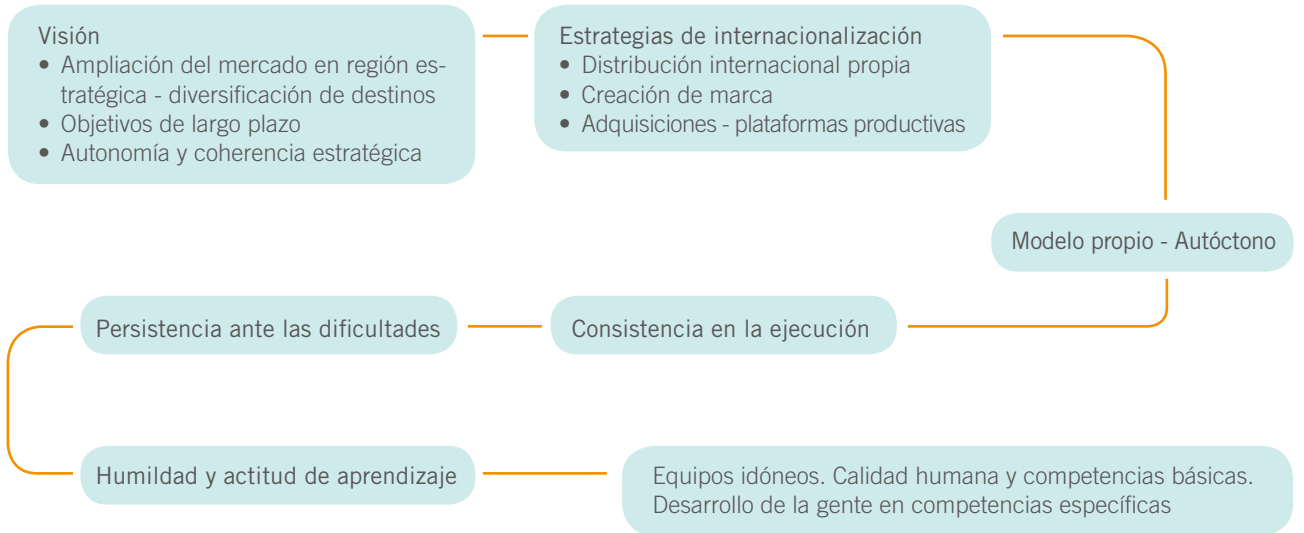 Visión
• Ampliación del mercado en región es-
tratégica - diversificación de destinos
• Objetivos de largo plazo
• Autonomía y coherencia estratégica
Estrategias de internacionalización
• Distribución internacional propia
• Creación de marca
• Adquisiciones - plataformas productivas
Modelo propio - Autóctono
Consistencia en la ejecución
Persistencia ante las dificultades
Humildad y actitud de aprendizaje
Equipos idóneos. Calidad humana y competencias básicas.
Desarrollo de la gente en competencias específicas